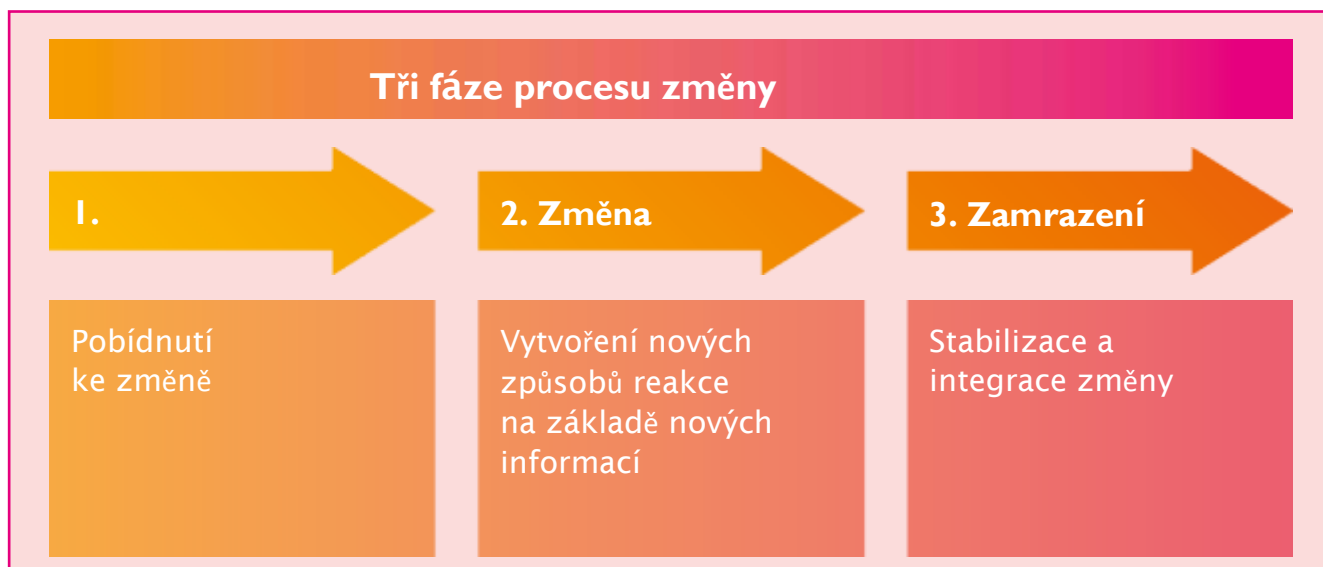 Tři fáze procesu změny
1.
2. Změna
3. Zamrazení
Pobídnutí
ke změně
Vytvoření nových
způsobů reakce
na základě nových
informací
Stabilizace a
integrace změny